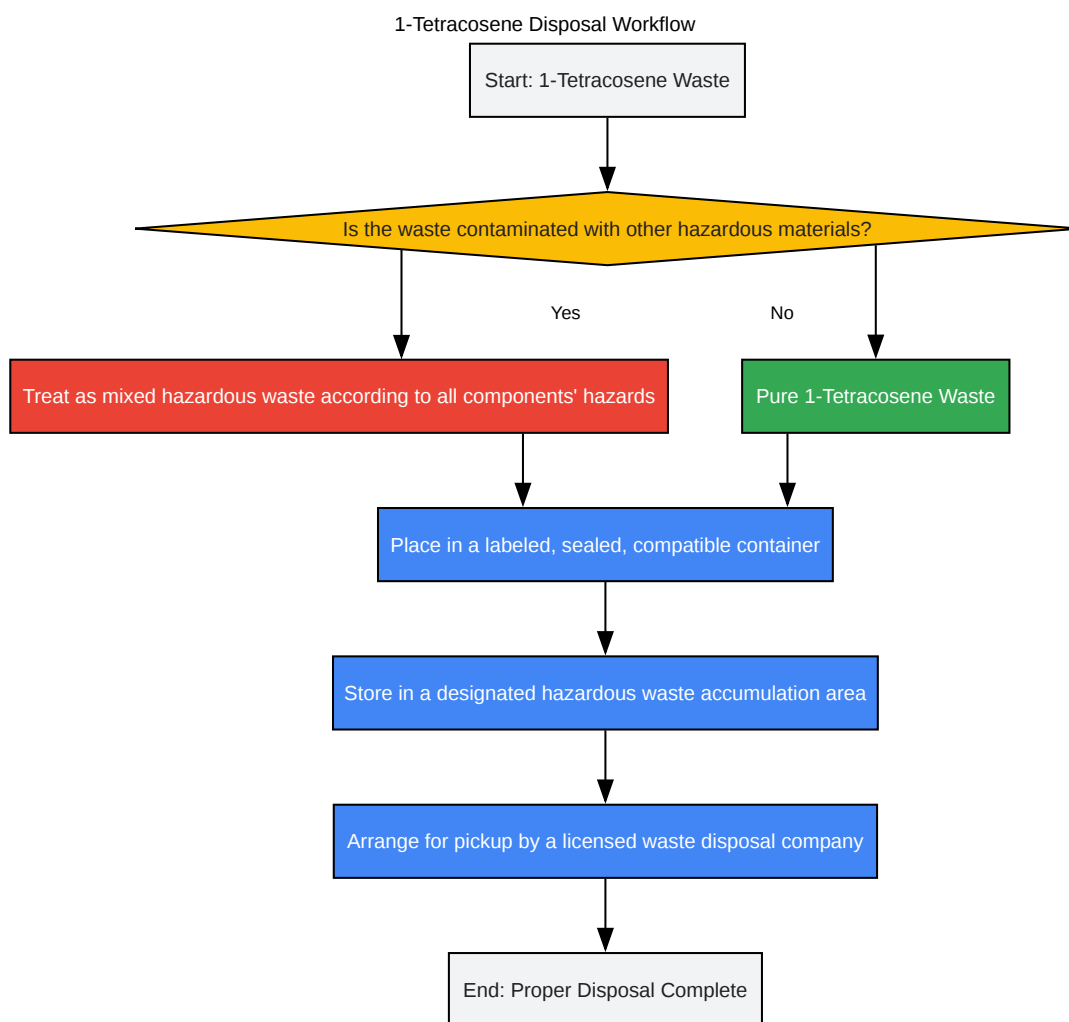 1-Tetracosene Disposal Workflow
Start: 1-Tetracosene Waste
Is the waste contaminated with other hazardous materials?
Yes
No
Treat as mixed hazardous waste according to all components' hazards
Pure 1-Tetracosene Waste
Place in a labeled, sealed, compatible container
Store in a designated hazardous waste accumulation area
Arrange for pickup by a licensed waste disposal company
End: Proper Disposal Complete